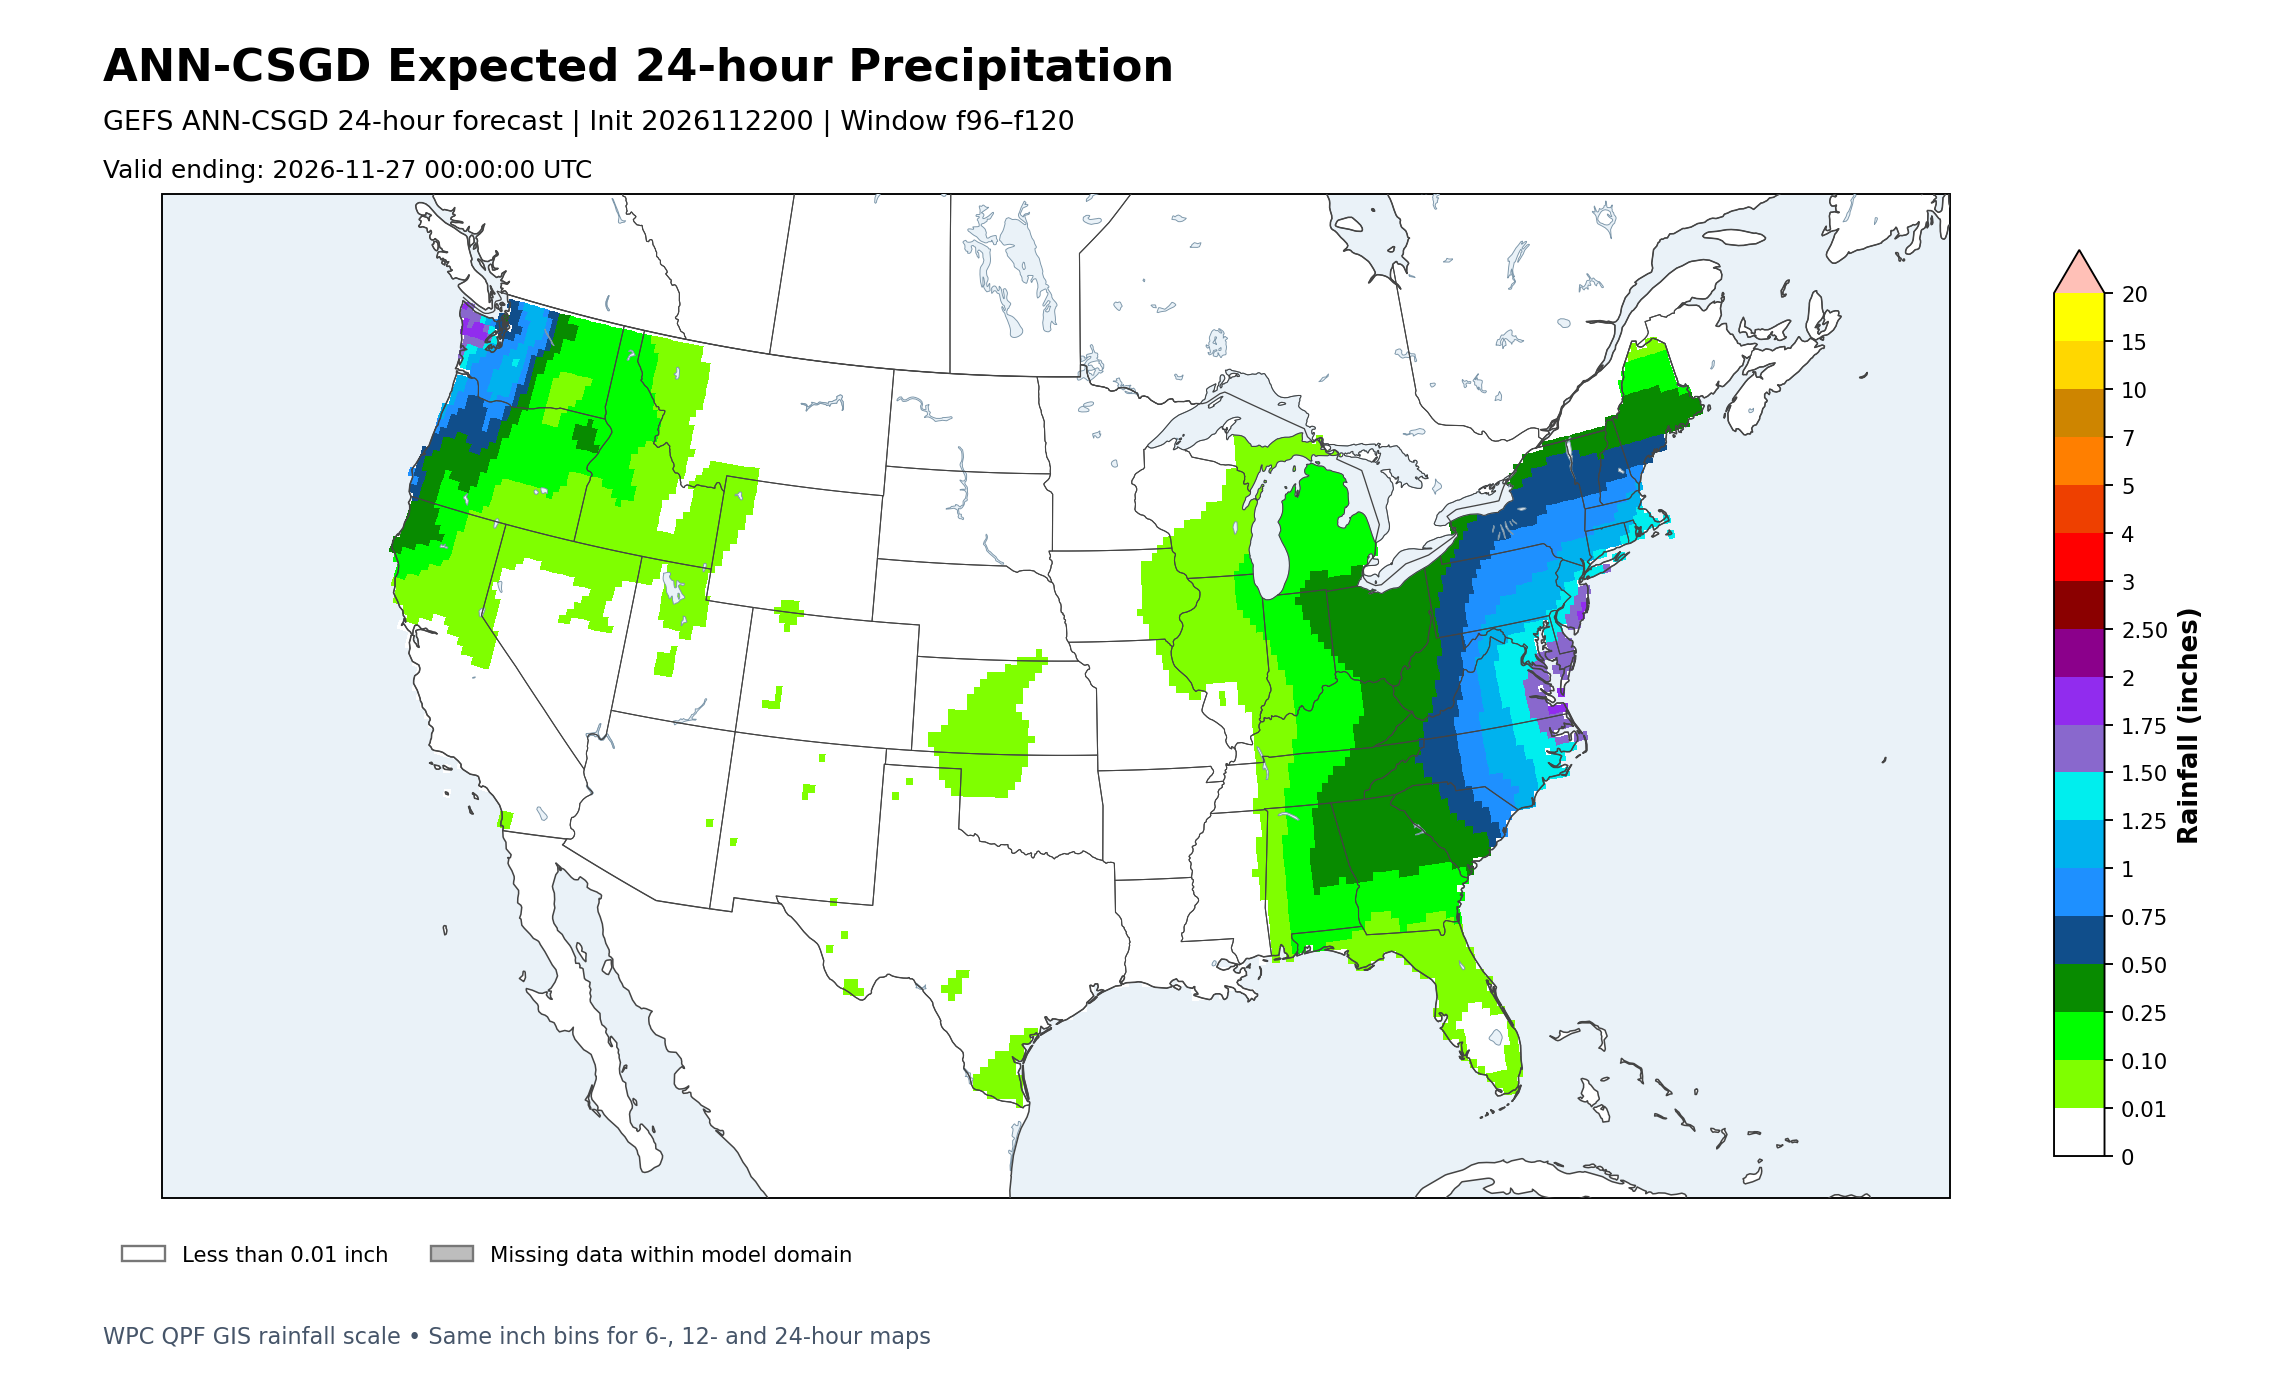 ANN-CSGD Expected 24-hour Precipitation
GEFS ANN-CSGD 24-hour forecast | Init 2026112200 | Window f96–f120
Valid ending: 2026-11-27 00:00:00 UTC
20
15
10
7
5
4
3
2.50
2
1.75
1.50
1.25
1
0.75
0.50
0.25
0.10
0.01
0
Rainfall (inches)
Less than 0.01 inch
Missing data within model domain
WPC QPF GIS rainfall scale • Same inch bins for 6-, 12- and 24-hour maps